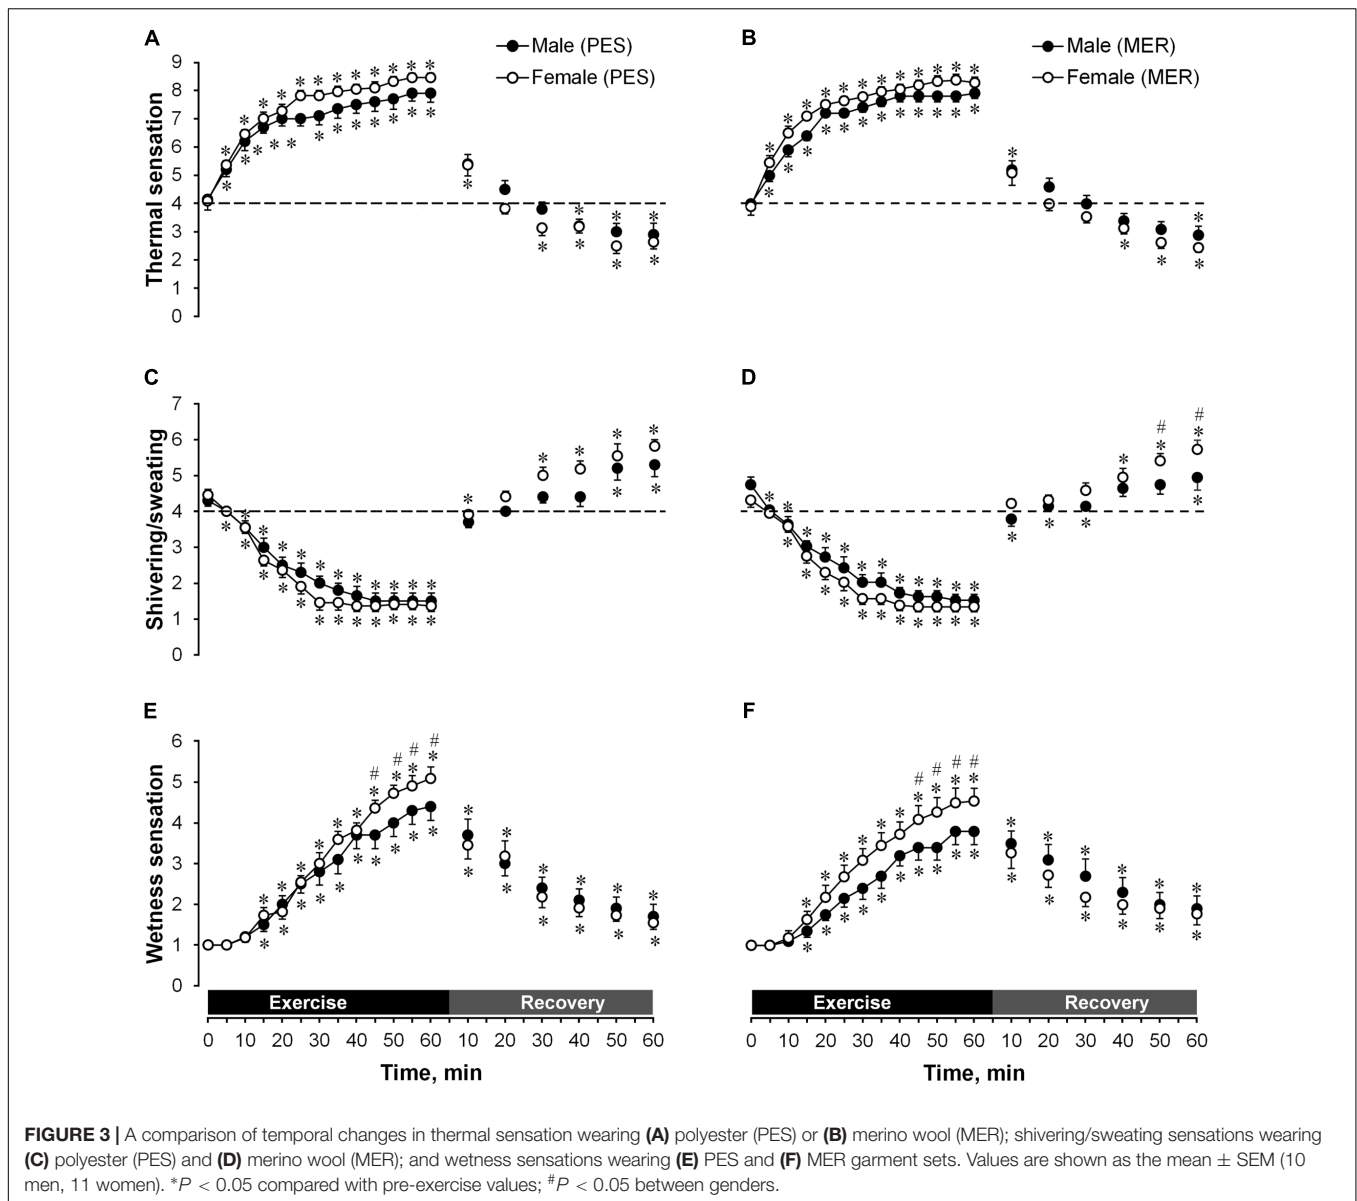 A
Male (PES)
Female (PES)
B
Male (MER)
Female (MER)
Thermal sensation
9
8
7
6
5
4
3
2
1
0
C
D
Shivering/sweating
7
6
5
4
3
2
1
0
# #
E
F
Wetness sensation
6
5
4
3
2
1
0
# # # #
# # # #
Exercise Recovery
Exercise Recovery
0 10 20 30 40 50 60 10 20 30 40 50 60
0 10 20 30 40 50 60 10 20 30 40 50 60
Time, min
Time, min
FIGURE 3 | A comparison of temporal changes in thermal sensation wearing (A) polyester (PES) or (B) merino wool (MER); shivering/sweating sensations wearing
(C) polyester (PES) and (D) merino wool (MER); and wetness sensations wearing (E) PES and (F) MER garment sets. Values are shown as the mean ± SEM (10
men, 11 women). *P < 0.05 compared with pre-exercise values; #P < 0.05 between genders.